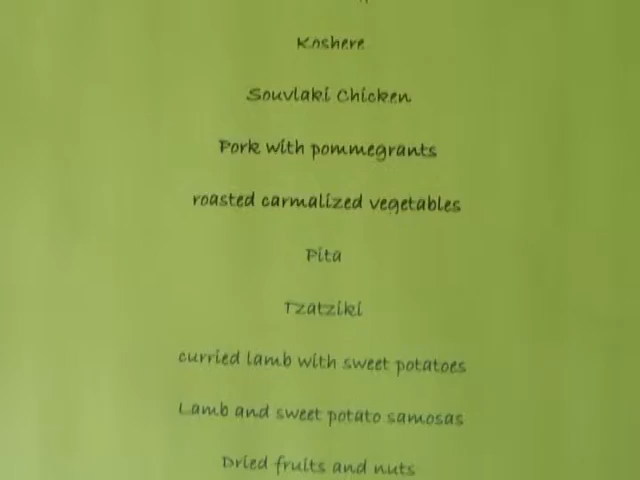 Koshere
Souvlaki Chicken
Pork with pommegrants
roasted carmalized vegetables
Pita
Tzatziki
curried lamb with sweet potatoes
Lamb and sweet potato samosas
Dried fruits and nuts